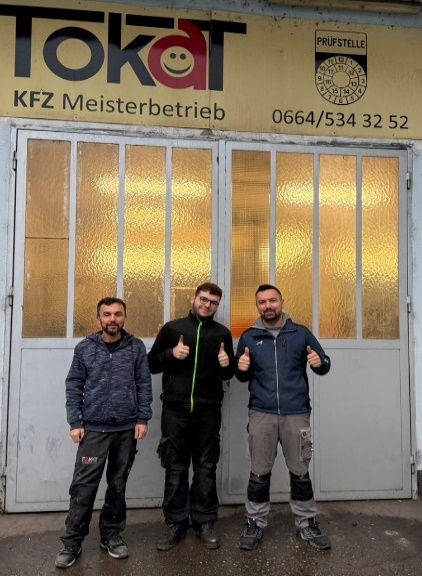 TOKAT
KFZ Meisterbetrieb
PRÜFSTELLE
0664/534 32 52